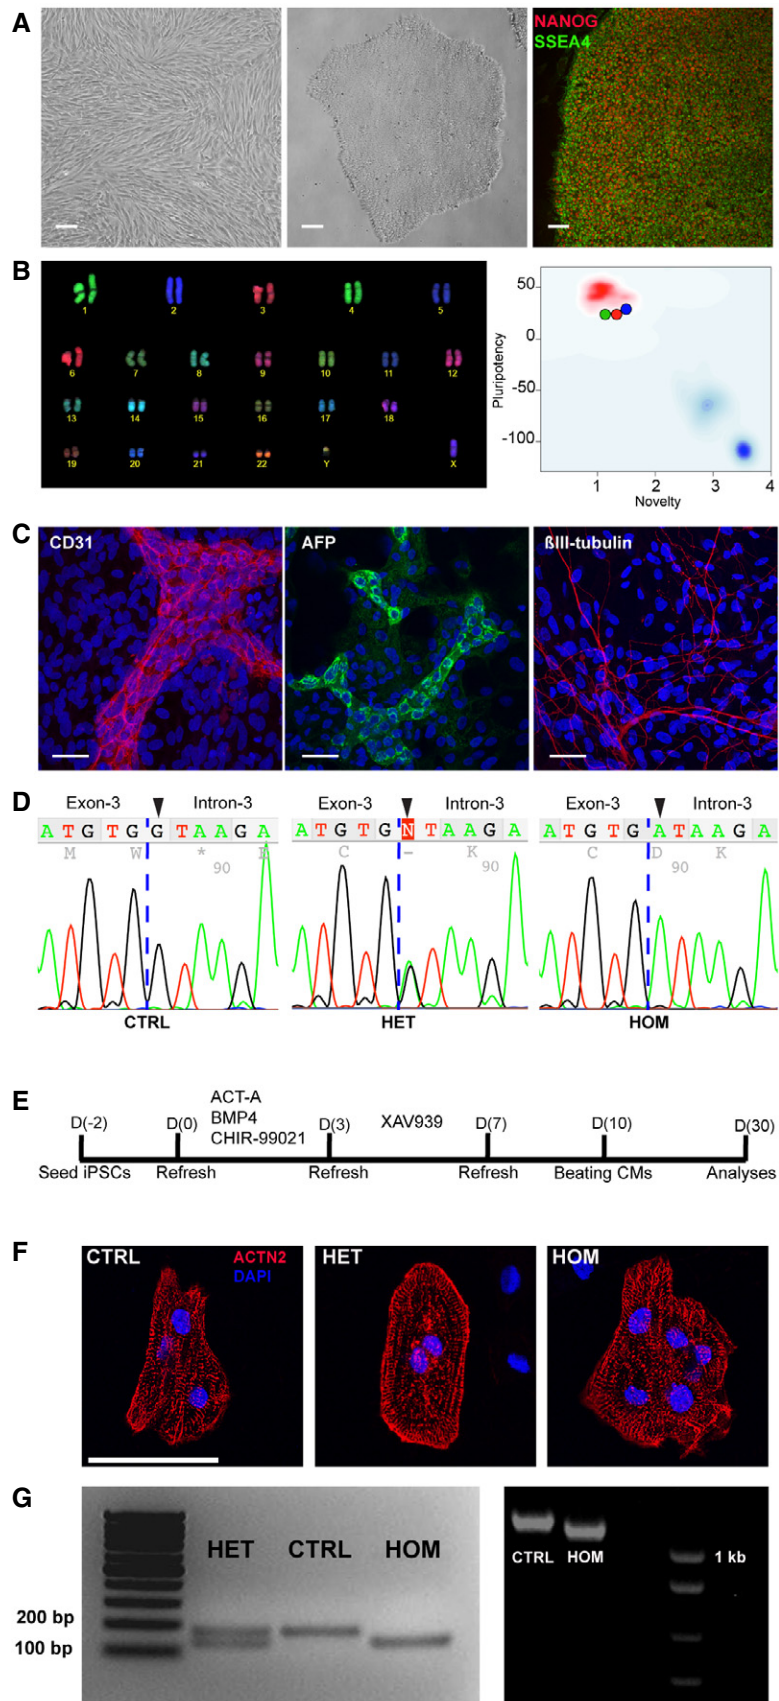 A
NANOG
SSEA4
B
1 2 3 4 5
6 7 8 9 10 11 12
13 14 15 16 17 18
19 20 21 22 Y X
Pluripotency
50
0
-50
-100
1 2 3 4
Novelty
C
CD31
AFP
ßIII-tubulin
D
Exon-3 Intron-3
A T G T G G T A A G A
M W *
90
CTRL
Exon-3 Intron-3
A T G T G N T A A G A
C – K
90
HET
Exon-3 Intron-3
A T G T G A T A A G A
C D K
90
HOM
E
ACT-A
BMP4
CHIR-99021
XAV939
D(-2) D(0) D(3) D(7) D(10) D(30)
Seed iPSCs Refresh Refresh Refresh Beating CMs Analyses
F
CTRL
ACTN2
DAPI
HET
HOM
G
HET CTRL HOM
200 bp
100 bp
CTRL HOM
1 kb